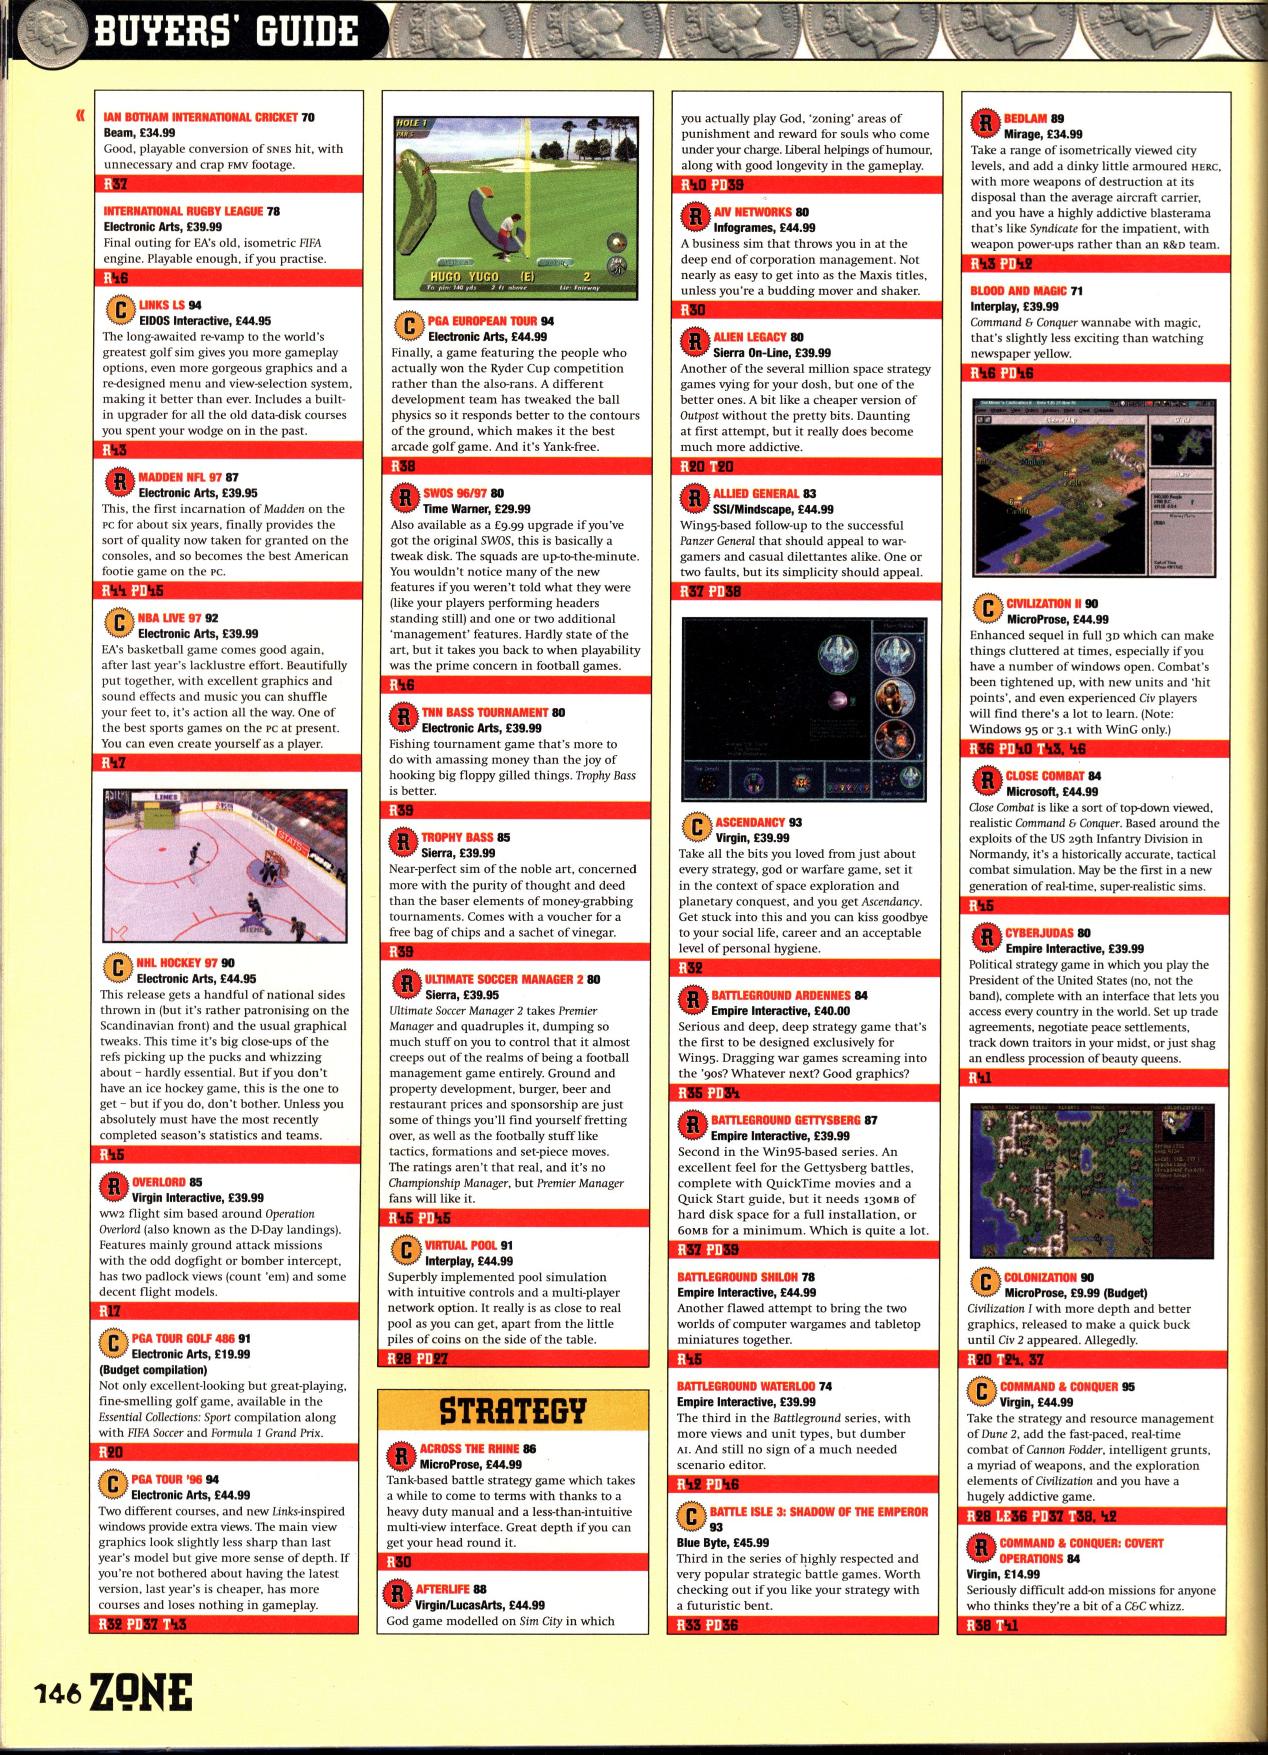 BUYERS' GUIDE
«
IAN BOTHAM INTERNATIONAL CRICKET 70
Beam, £34.99
Good, playable conversion of SNES hit, with
unnecessary and crap FMV footage.
R37
INTERNATIONAL RUGBY LEAGUE 78
Electronic Arts, £39.99
Final outing for EA's old, isometric FIFA
engine. Playable enough, if you practise.
R46
C LINKS LS 94
EIDOS Interactive, £44.95
The long-awaited re-vamp to the world's
greatest golf sim gives you more gameplay
options, even more gorgeous graphics and a
re-designed menu and view-selection system,
making it better than ever. Includes a built-
in upgrader for all the old data-disk courses
you spent your wodge on in the past.
R43
R MADDEN NFL 97 87
Electronic Arts, £39.95
This, the first incarnation of Madden on the
PC for about six years, finally provides the
sort of quality now taken for granted on the
consoles, and so becomes the best American
footie game on the PC.
R44 PD45
C NBA LIVE 97 92
Electronic Arts, £39.99
EA's basketball game comes good again,
after last year's lacklustre effort. Beautifully
put together, with excellent graphics and
sound effects and music you can shuffle
your feet to, it's action all the way. One of
the best sports games on the PC at present.
You can even create yourself as a player.
R47
LINES
STATS
C NHL HOCKEY 97 90
Electronic Arts, £44.95
This release gets a handful of national sides
thrown in (but it's rather patronising on the
Scandinavian front) and the usual graphical
tweaks. This time it's big close-ups of the
refs picking up the pucks and whizzing
about – hardly essential. But if you don't
have an ice hockey game, this is the one to
get – but if you do, don't bother. Unless you
absolutely must have the most recently
completed season's statistics and teams.
R45
R OVERLORD 85
Virgin Interactive, £39.99
WW2 flight sim based around Operation
Overlord (also known as the D-Day landings).
Features mainly ground attack missions
with the odd dogfight or bomber intercept,
has two padlock views (count 'em) and some
decent flight models.
R17
C PGA TOUR GOLF 486 91
Electronic Arts, £19.99
(Budget compilation)
Not only excellent-looking but great-playing,
fine-smelling golf game, available in the
Essential Collections: Sport compilation along
with FIFA Soccer and Formula 1 Grand Prix.
R20
C PGA TOUR '96 94
Electronic Arts, £44.99
Two different courses, and new Links-inspired
windows provide extra views. The main view
graphics look slightly less sharp than last
year's model but give more sense of depth. If
you're not bothered about having the latest
version, last year's is cheaper, has more
courses and loses nothing in gameplay.
R32 PD37 T43
HOLE 1
PAR 5
HUGO YUGO (E) 2
To pin: 140 yds 2 ft above Lie: Fairway
C PGA EUROPEAN TOUR 94
Electronic Arts, £44.99
Finally, a game featuring the people who
actually won the Ryder Cup competition
rather than the also-rans. A different
development team has tweaked the ball
physics so it responds better to the contours
of the ground, which makes it the best
arcade golf game. And it's Yank-free.
R38
R SWOS 96/97 80
Time Warner, £29.99
Also available as a £9.99 upgrade if you've
got the original SWOS, this is basically a
tweak disk. The squads are up-to-the-minute.
You wouldn't notice many of the new
features if you weren't told what they were
(like your players performing headers
standing still) and one or two additional
'management' features. Hardly state of the
art, but it takes you back to when playability
was the prime concern in football games.
R46
R TNN BASS TOURNAMENT 80
Electronic Arts, £39.99
Fishing tournament game that's more to
do with amassing money than the joy of
hooking big floppy gilled things. Trophy Bass
is better.
R39
R TROPHY BASS 85
Sierra, £39.99
Near-perfect sim of the noble art, concerned
more with the purity of thought and deed
than the baser elements of money-grabbing
tournaments. Comes with a voucher for a
free bag of chips and a sachet of vinegar.
R39
R ULTIMATE SOCCER MANAGER 2 80
Sierra, £39.95
Ultimate Soccer Manager 2 takes Premier
Manager and quadruples it, dumping so
much stuff on you to control that it almost
creeps out of the realms of being a football
management game entirely. Ground and
property development, burger, beer and
restaurant prices and sponsorship are just
some of things you'll find yourself fretting
over, as well as the footbally stuff like
tactics, formations and set-piece moves.
The ratings aren't that real, and it's no
Championship Manager, but Premier Manager
fans will like it.
R45 PD45
C VIRTUAL POOL 91
Interplay, £44.99
Superbly implemented pool simulation
with intuitive controls and a multi-player
network option. It really is as close to real
pool as you can get, apart from the little
piles of coins on the side of the table.
R28 PD27
STRATEGY
R ACROSS THE RHINE 86
MicroProse, £44.99
Tank-based battle strategy game which takes
a while to come to terms with thanks to a
heavy duty manual and a less-than-intuitive
multi-view interface. Great depth if you can
get your head round it.
R30
R AFTERLIFE 88
Virgin/LucasArts, £44.99
God game modelled on Sim City in which
you actually play God, 'zoning' areas of
punishment and reward for souls who come
under your charge. Liberal helpings of humour,
along with good longevity in the gameplay.
R40 PD39
R AIV NETWORKS 80
Infogrames, £44.99
A business sim that throws you in at the
deep end of corporation management. Not
nearly as easy to get into as the Maxis titles,
unless you're a budding mover and shaker.
R30
R ALIEN LEGACY 80
Sierra On-Line, £39.99
Another of the several million space strategy
games vying for your dosh, but one of the
better ones. A bit like a cheaper version of
Outpost without the pretty bits. Daunting
at first attempt, but it really does become
much more addictive.
R20 T20
R ALLIED GENERAL 83
SSI/Mindscape, £44.99
Win95-based follow-up to the successful
Panzer General that should appeal to war-
gamers and casual dilettantes alike. One or
two faults, but its simplicity should appeal.
R37 PD38
C ASCENDANCY 93
Virgin, £39.99
Take all the bits you loved from just about
every strategy, god or warfare game, set it
in the context of space exploration and
planetary conquest, and you get Ascendancy.
Get stuck into this and you can kiss goodbye
to your social life, career and an acceptable
level of personal hygiene.
R32
R BATTLEGROUND ARDENNES 84
Empire Interactive, £40.00
Serious and deep, deep strategy game that's
the first to be designed exclusively for
Win95. Dragging war games screaming into
the '90s? Whatever next? Good graphics?
R35 PD34
R BATTLEGROUND GETTYSBERG 87
Empire Interactive, £39.99
Second in the Win95-based series. An
excellent feel for the Gettysberg battles,
complete with QuickTime movies and a
Quick Start guide, but it needs 130MB of
hard disk space for a full installation, or
60MB for a minimum. Which is quite a lot.
R37 PD39
BATTLEGROUND SHILOH 78
Empire Interactive, £44.99
Another flawed attempt to bring the two
worlds of computer wargames and tabletop
miniatures together.
R45
BATTLEGROUND WATERLOO 74
Empire Interactive, £39.99
The third in the Battleground series, with
more views and unit types, but dumber
AI. And still no sign of a much needed
scenario editor.
R42 PD46
C BATTLE ISLE 3: SHADOW OF THE EMPEROR
93
Blue Byte, £45.99
Third in the series of highly respected and
very popular strategic battle games. Worth
checking out if you like your strategy with
a futuristic bent.
R33 PD36
R BEDLAM 89
Mirage, £34.99
Take a range of isometrically viewed city
levels, and add a dinky little armoured HERC,
with more weapons of destruction at its
disposal than the average aircraft carrier,
and you have a highly addictive blasterama
that's like Syndicate for the impatient, with
weapon power-ups rather than an R&D team.
R43 PD42
BLOOD AND MAGIC 71
Interplay, £39.99
Command & Conquer wannabe with magic,
that's slightly less exciting than watching
newspaper yellow.
R46 PD46
C CIVILIZATION II 90
MicroProse, £44.99
Enhanced sequel in full 3D which can make
things cluttered at times, especially if you
have a number of windows open. Combat's
been tightened up, with new units and 'hit
points', and even experienced Civ players
will find there's a lot to learn. (Note:
Windows 95 or 3.1 with WinG only.)
R36 PD40 T43, 46
R CLOSE COMBAT 84
Microsoft, £44.99
Close Combat is like a sort of top-down viewed,
realistic Command & Conquer. Based around the
exploits of the US 29th Infantry Division in
Normandy, it's a historically accurate, tactical
combat simulation. May be the first in a new
generation of real-time, super-realistic sims.
R45
R CYBERJUDAS 80
Empire Interactive, £39.99
Political strategy game in which you play the
President of the United States (no, not the
band), complete with an interface that lets you
access every country in the world. Set up trade
agreements, negotiate peace settlements,
track down traitors in your midst, or just shag
an endless procession of beauty queens.
R41
C COLONIZATION 90
MicroProse, £9.99 (Budget)
Civilization I with more depth and better
graphics, released to make a quick buck
until Civ 2 appeared. Allegedly.
R20 T24, 37
C COMMAND & CONQUER 95
Virgin, £44.99
Take the strategy and resource management
of Dune 2, add the fast-paced, real-time
combat of Cannon Fodder, intelligent grunts,
a myriad of weapons, and the exploration
elements of Civilization and you have a
hugely addictive game.
R28 LE36 PD37 T38, 42
R COMMAND & CONQUER: COVERT
OPERATIONS 84
Virgin, £14.99
Seriously difficult add-on missions for anyone
who thinks they're a bit of a C&C whizz.
R38 T41
146 ZONE